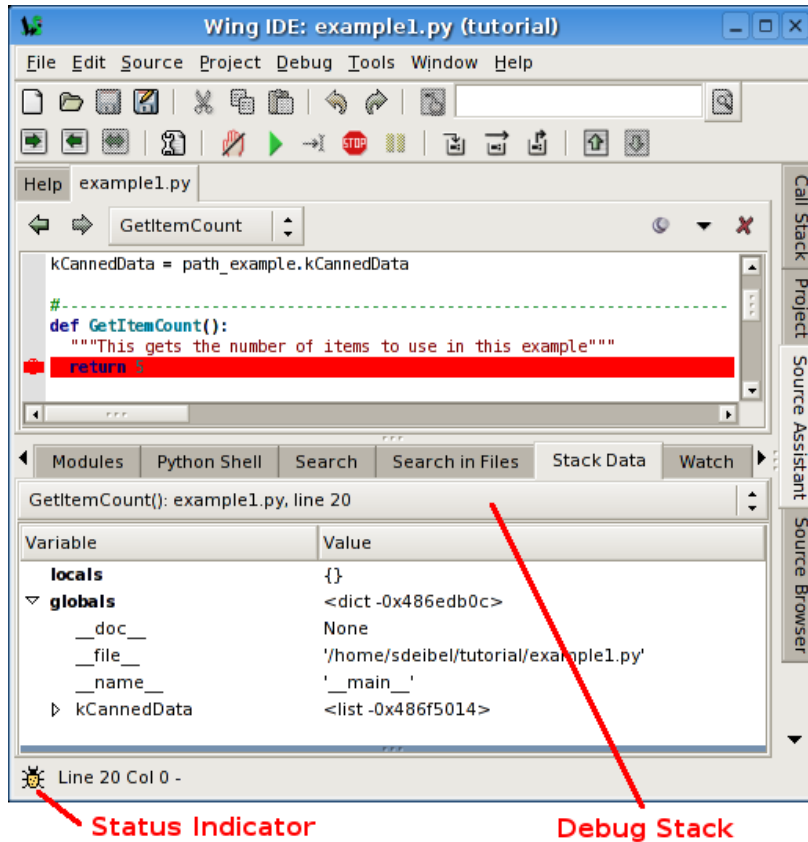 Wing IDE: example1.py (tutorial)
File Edit Source Project Debug Tools Window Help
STOP
Help example1.py
GetItemCount
kCannedData = path_example.kCannedData
#----------------------------------------------------------------
def GetItemCount():
"""This gets the number of items to use in this example"""
return 5
Modules Python Shell Search Search in Files Stack Data Watch
GetItemCount(): example1.py, line 20
Variable Value
locals {}
globals <dict -0x486edb0c>
__doc__ None
__file__ '/home/sdeibel/tutorial/example1.py'
__name__ '__main__'
kCannedData <list -0x486f5014>
Line 20 Col 0 -
Call Stack
Project
Source Assistant
Source Browser
Status Indicator
Debug Stack